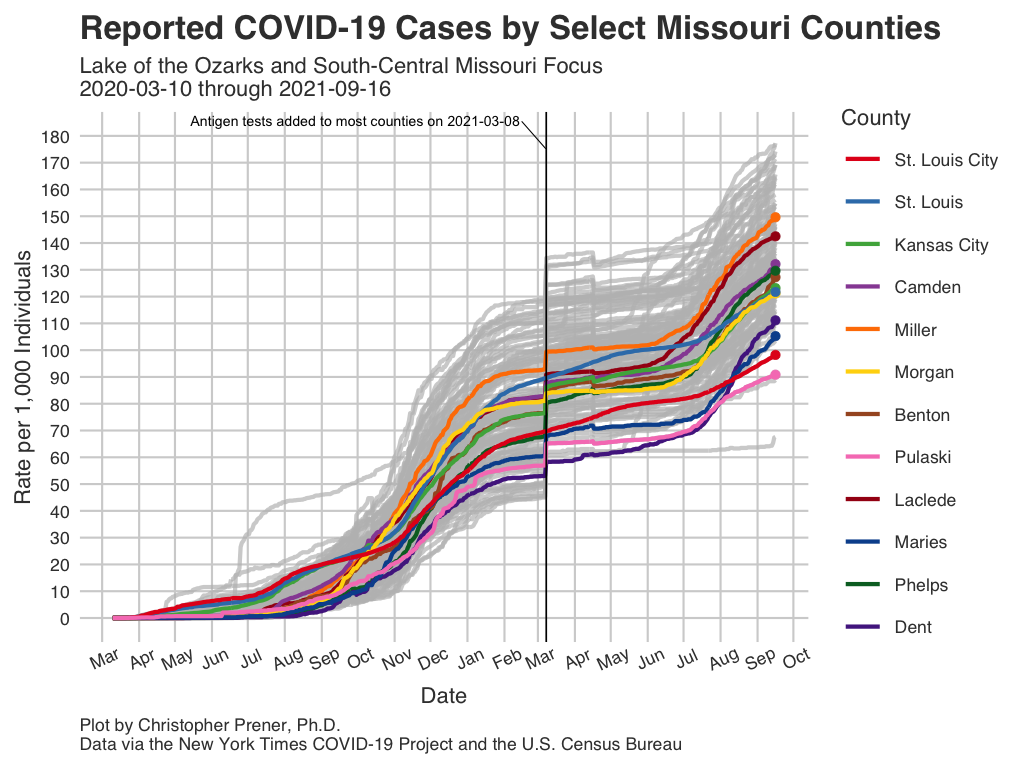 Reported COVID-19 Cases by Select Missouri Counties
Lake of the Ozarks and South-Central Missouri Focus
2020-03-10 through 2021-09-16
Antigen tests added to most counties on 2021-03-08
Rate per 1,000 Individuals
180
170
160
150
140
130
120
110
100
90
80
70
60
50
40
30
20
10
0
Mar Apr May Jun Jul Aug Sep Oct Nov Dec Jan Feb Mar Apr May Jun Jul Aug Sep Oct
Date
County
St. Louis City
St. Louis
Kansas City
Camden
Miller
Morgan
Benton
Pulaski
Laclede
Maries
Phelps
Dent
Plot by Christopher Prener, Ph.D.
Data via the New York Times COVID-19 Project and the U.S. Census Bureau